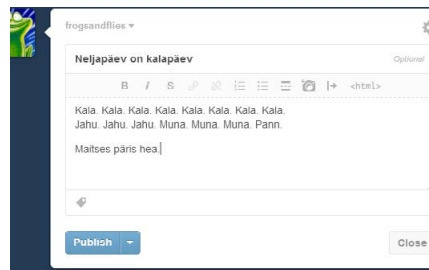 frogsandflies
Neljapäev on kalapäev
Optional
B I S <html>
Kala. Kala. Kala. Kala. Kala. Kala. Kala. Kala.
Jahu. Jahu. Jahu. Muna. Muna. Muna. Pann.
Maitses päris hea.
Publish
Close